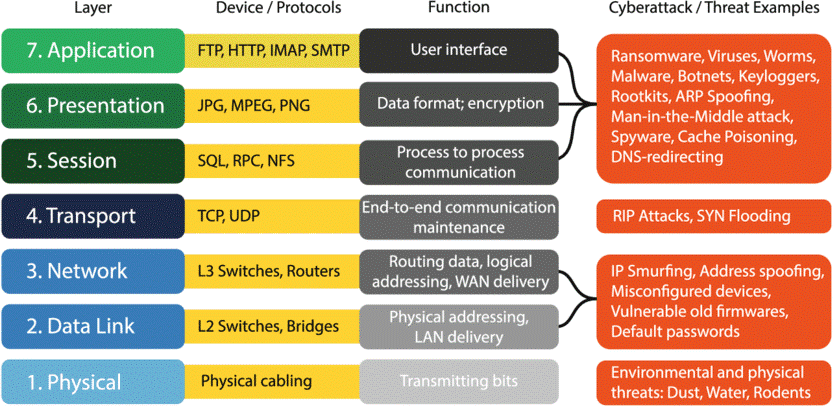 Layer
Device / Protocols
Function
Cyberattack / Threat Examples
7. Application
FTP, HTTP, IMAP, SMTP
User interface
6. Presentation
JPG, MPEG, PNG
Data format; encryption
5. Session
SQL, RPC, NFS
Process to process
communication
Ransomware, Viruses, Worms,
Malware, Botnets, Keyloggers,
Rootkits, ARP Spoofing,
Man-in-the-Middle attack,
Spyware, Cache Poisoning,
DNS-redirecting
4. Transport
TCP, UDP
End-to-end communication
maintenance
RIP Attacks, SYN Flooding
3. Network
L3 Switches, Routers
Routing data, logical
addressing, WAN delivery
2. Data Link
L2 Switches, Bridges
Physical addressing,
LAN delivery
IP Smurfing, Address spoofing,
Misconfigured devices,
Vulnerable old firmwares,
Default passwords
1. Physical
Physical cabling
Transmitting bits
Environmental and physical
threats: Dust, Water, Rodents